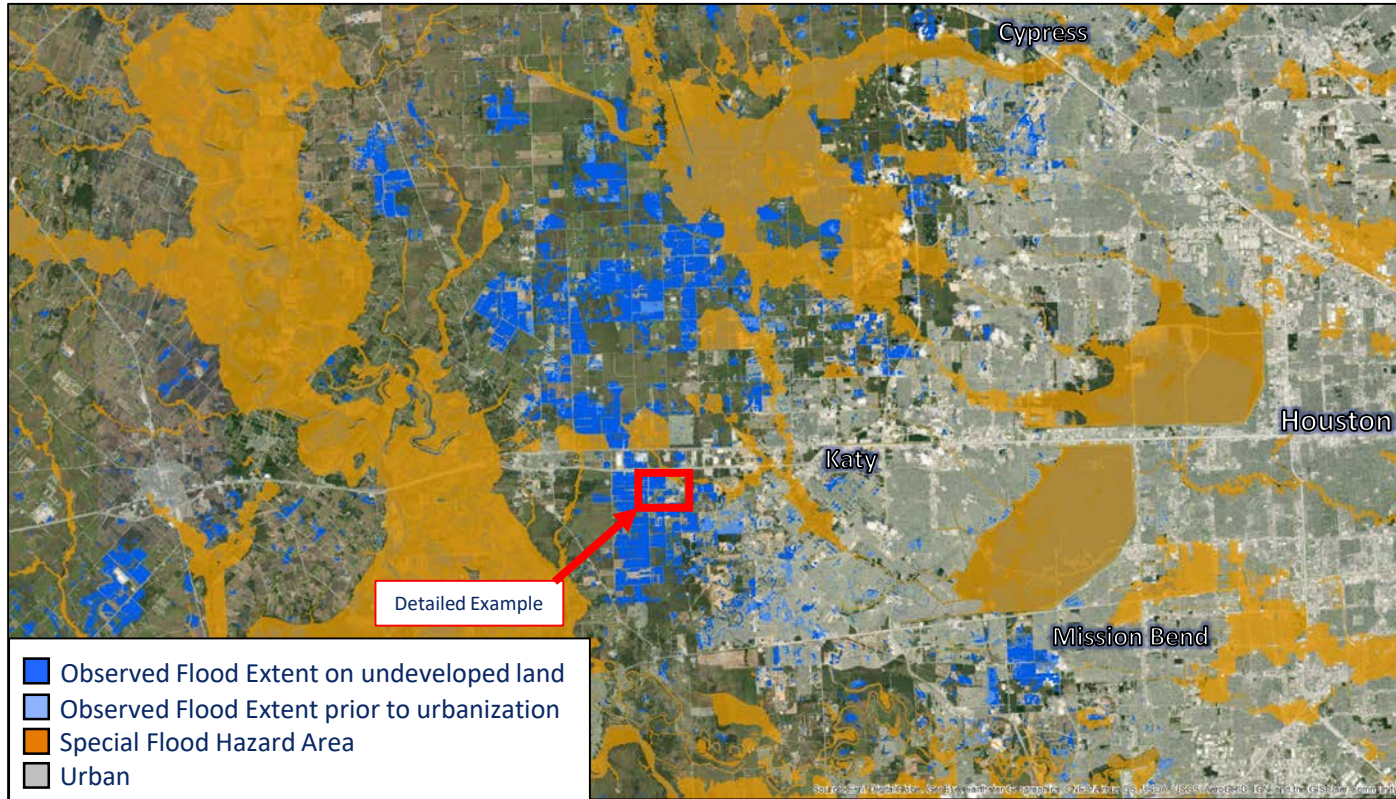 Cypress
Houston
Katy
Detailed Example
Mission Bend
Observed Flood Extent on undeveloped land
Observed Flood Extent prior to urbanization
Special Flood Hazard Area
Urban